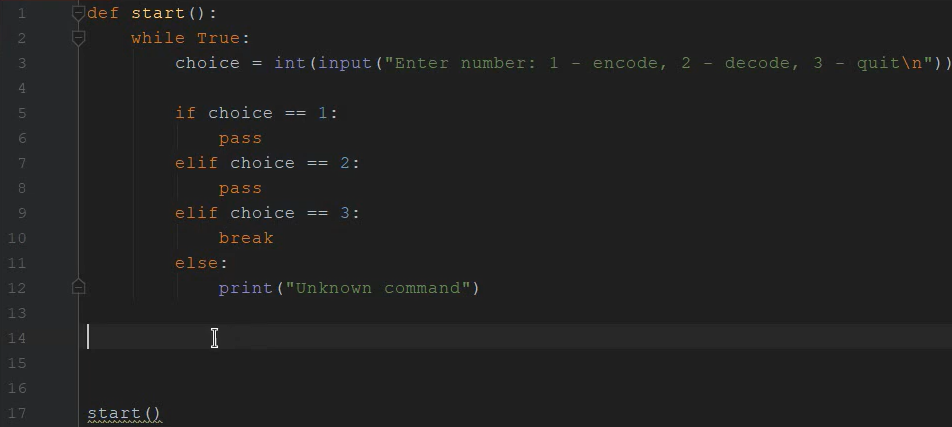 1 def start():
2     while True:
3         choice = int(input("Enter number: 1 - encode, 2 - decode, 3 - quit\n"))
4
5         if choice == 1:
6             pass
7         elif choice == 2:
8             pass
9         elif choice == 3:
10             break
11         else:
12             print("Unknown command")
13
14
15
16
17 start()